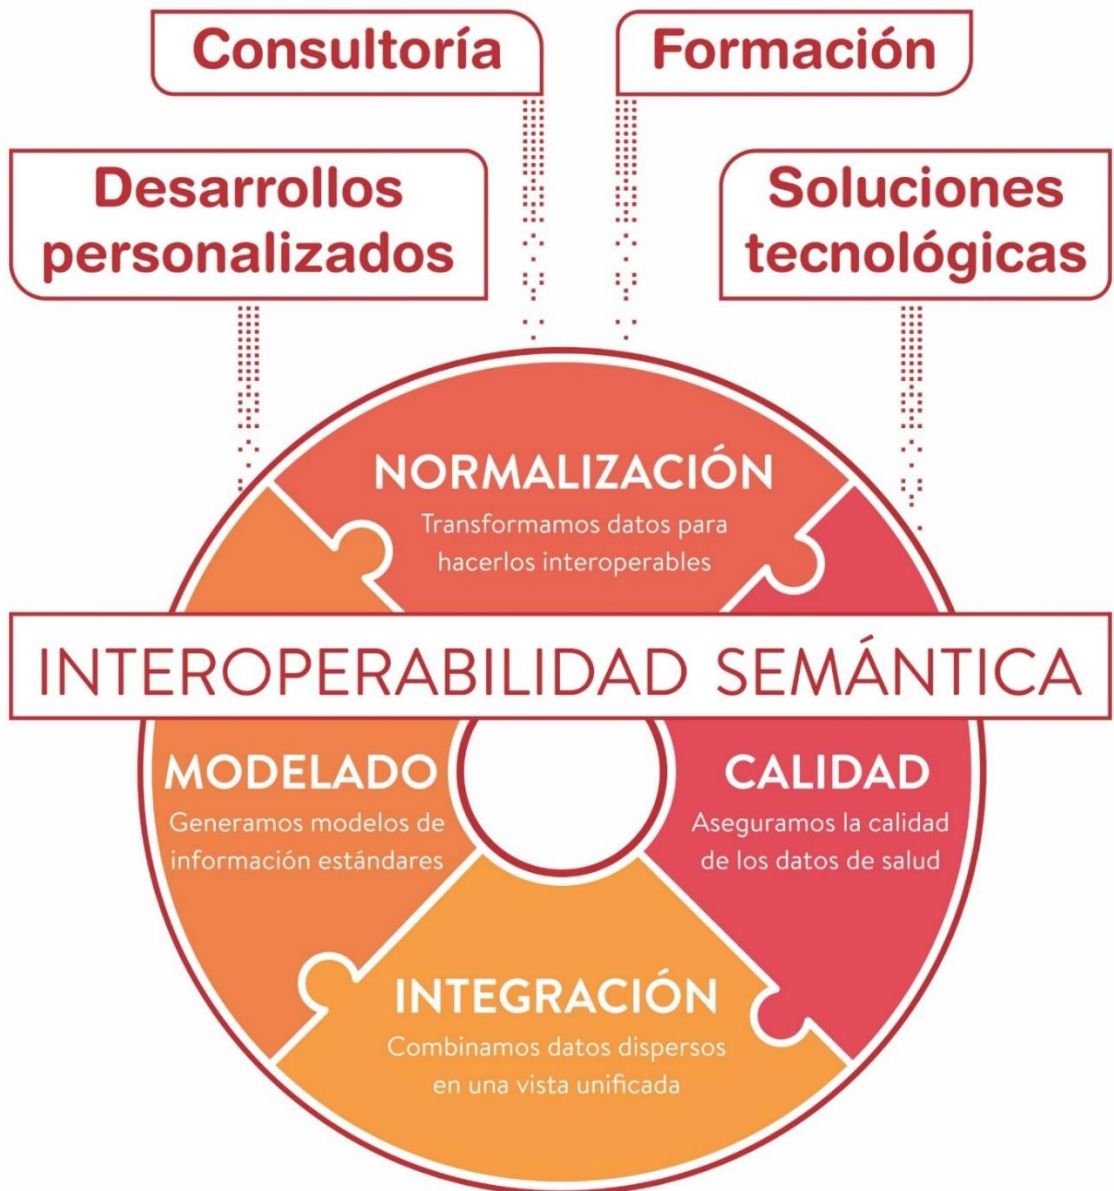 Consultoría
Formación
Desarrollos
personalizados
Soluciones
tecnológicas
NORMALIZACIÓN
Transformamos datos para
hacerlos interoperables
INTEROPERABILIDAD SEMÁNTICA
MODELADO
Generamos modelos de
información estándares
CALIDAD
Aseguramos la calidad
de los datos de salud
INTEGRACIÓN
Combinamos datos dispersos
en una vista unificada